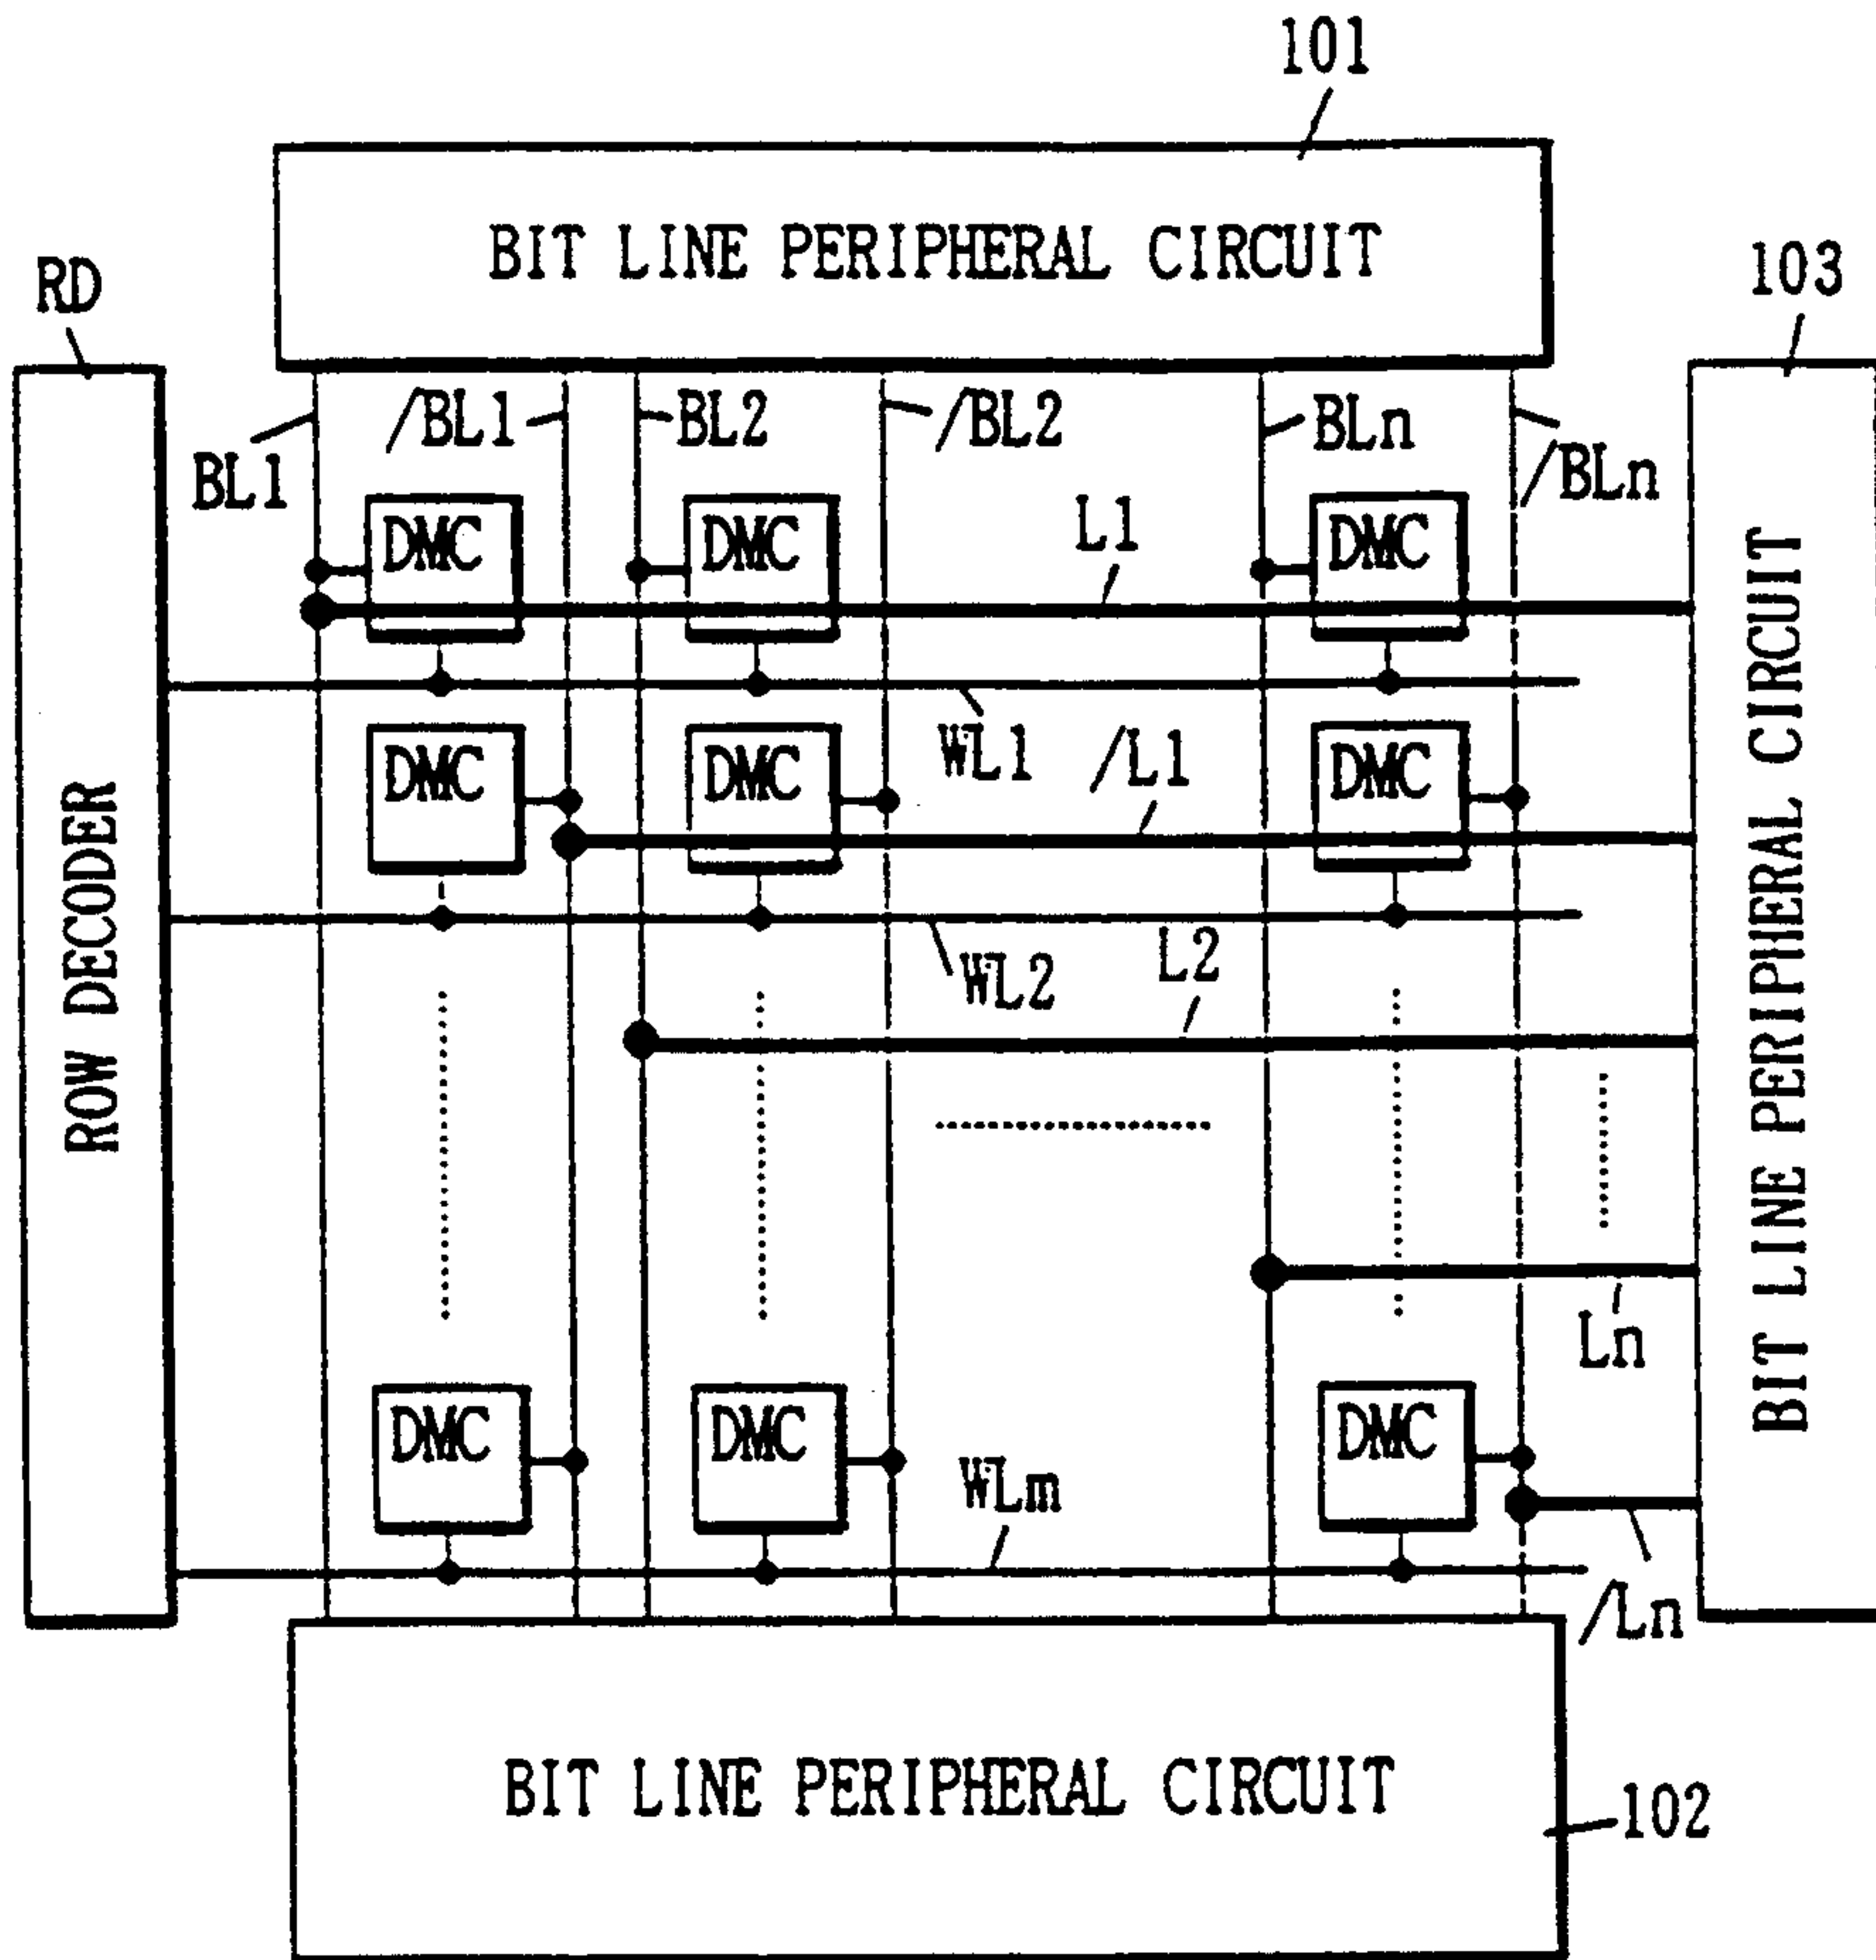 101
BIT LINE PERIPHERAL CIRCUIT
RD
103
BL1
/BL1
BL2
/BL2
BLn
/BLn
DMC
DMC
DMC
L1
WL1
/L1
DMC
DMC
DMC
WL2
L2
ROW DECODER
BIT LINE PERIPHERAL CIRCUIT
Ln
DMC
DMC
DMC
WLm
/Ln
BIT LINE PERIPHERAL CIRCUIT
102